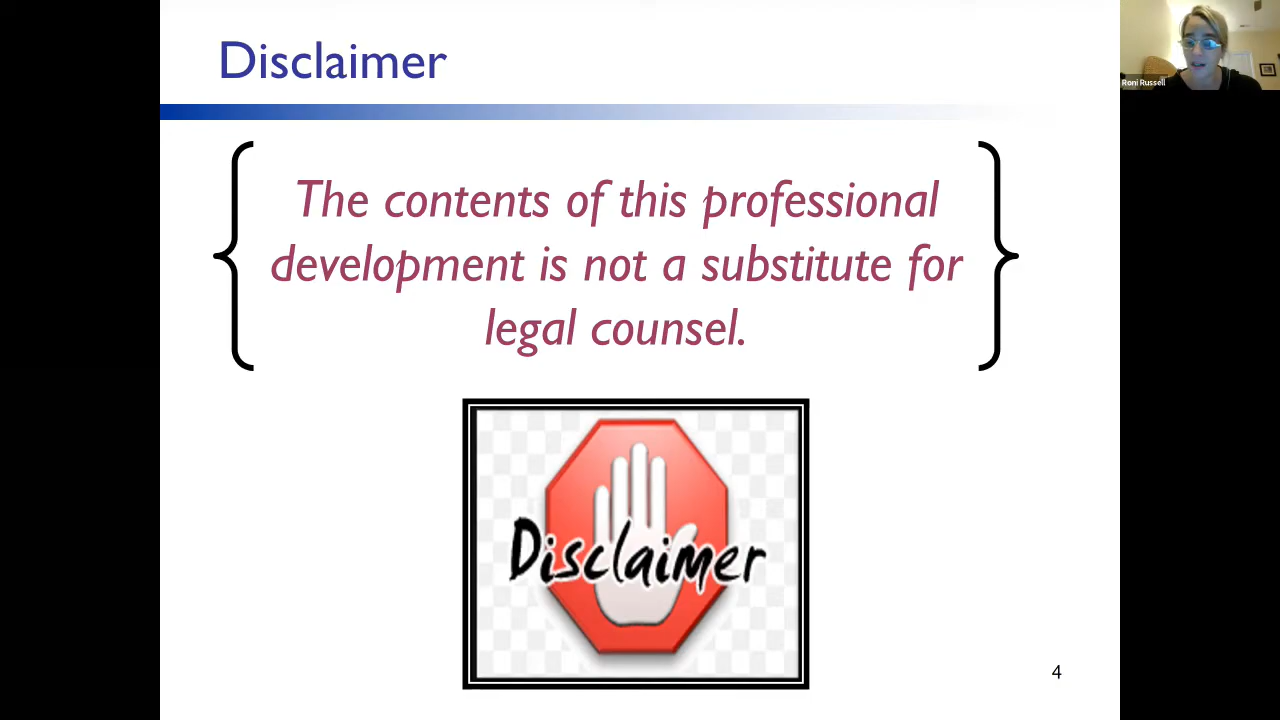 Disclaimer
Roni Russell
The contents of this professional
development is not a substitute for
legal counsel.
Disclaimer
4